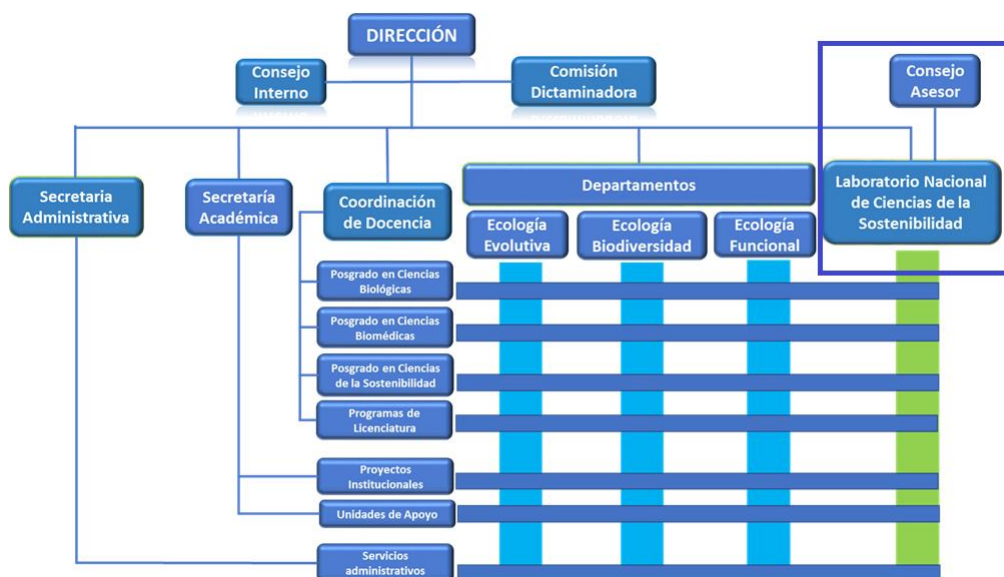 DIRECCIÓN
Consejo
Interno
Comisión
Dictaminadora
Consejo
Asesor
Secretaria
Administrativa
Secretaría
Académica
Coordinación
de Docencia
Departamentos
Laboratorio Nacional
de Ciencias de la
Sostenibilidad
Ecología
Evolutiva
Ecología
Biodiversidad
Ecología
Funcional
Posgrado en Ciencias
Biológicas
Posgrado en Ciencias
Biomédicas
Posgrado en Ciencias
de la Sostenibilidad
Programas de
Licenciatura
Proyectos
Institucionales
Unidades de Apoyo
Servicios
administrativos